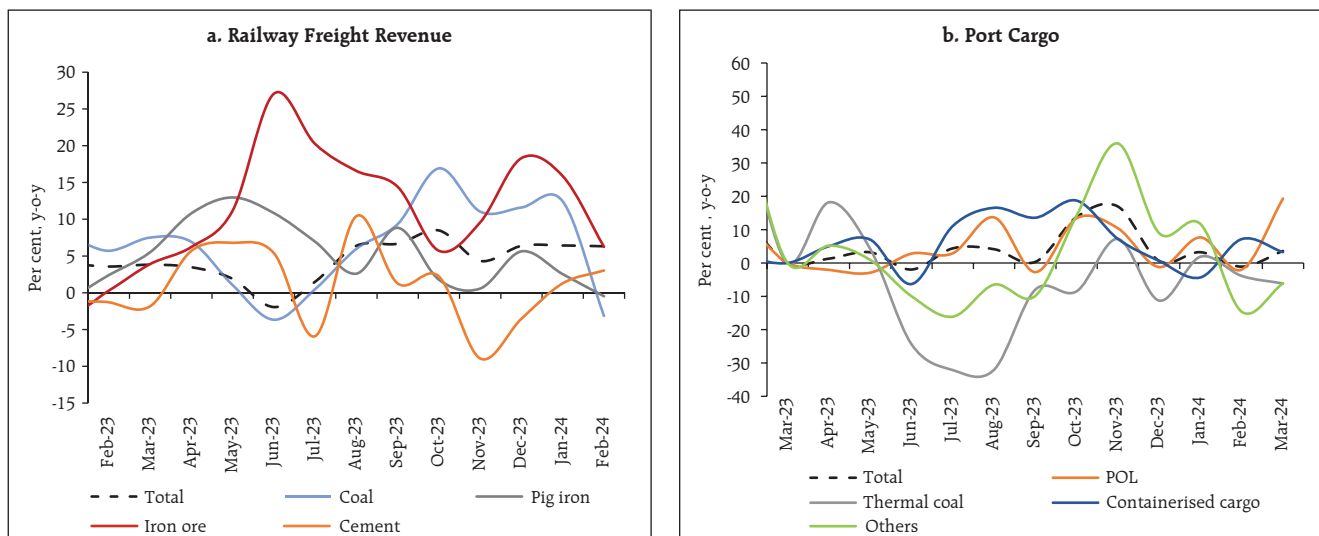 a. Railway Freight Revenue
Per cent, y-o-y
30
25
20
15
10
5
0
-5
-10
-15
Feb-23
Mar-23
Apr-23
May-23
Jun-23
Jul-23
Aug-23
Sep-23
Oct-23
Nov-23
Dec-23
Jan-24
Feb-24
Total
Coal
Pig iron
Iron ore
Cement
b. Port Cargo
Per cent , y-o-y
60
50
40
30
20
10
0
-10
-20
-30
-40
Mar-23
Apr-23
May-23
Jun-23
Jul-23
Aug-23
Sep-23
Oct-23
Nov-23
Dec-23
Jan-24
Feb-24
Mar-24
Total
POL
Thermal coal
Containerised cargo
Others